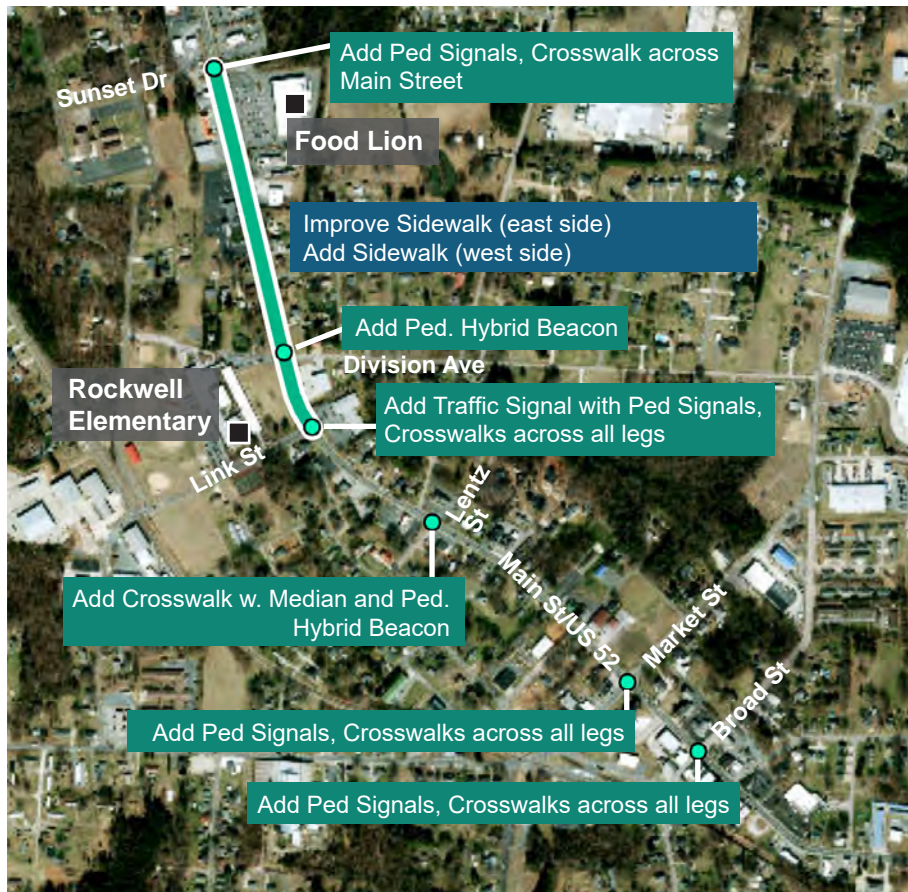 Add Ped Signals, Crosswalk across
Main Street
Sunset Dr
Food Lion
Improve Sidewalk (east side)
Add Sidewalk (west side)
Add Ped. Hybrid Beacon
Division Ave
Rockwell
Elementary
Add Traffic Signal with Ped Signals,
Crosswalks across all legs
Link St
Lentz
St
Add Crosswalk w. Median and Ped.
Hybrid Beacon
Main St/US 52
Market St
Broad St
Add Ped Signals, Crosswalks across all legs
Add Ped Signals, Crosswalks across all legs